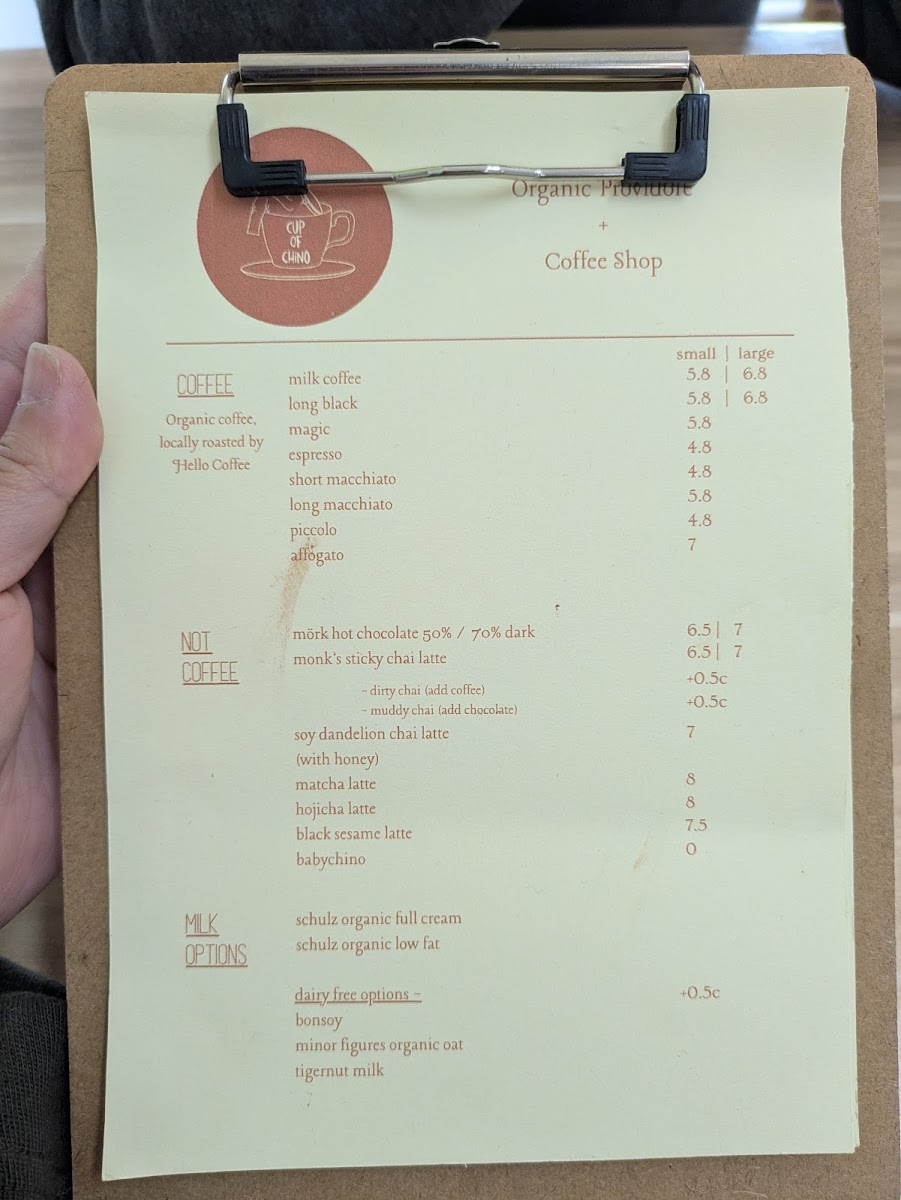 CUP
OF
CHINO
Organic Providore
+
Coffee Shop
small | large
COFFEE
Organic coffee,
locally roasted by
Hello Coffee
milk coffee 5.8 | 6.8
long black 5.8 | 6.8
magic 5.8
espresso 4.8
short macchiato 4.8
long macchiato 5.8
piccolo 4.8
affogato 7
NOT
COFFEE
mörk hot chocolate 50% / 70% dark 6.5 | 7
monk's sticky chai latte 6.5 | 7
- dirty chai (add coffee) +0.5c
- muddy chai (add chocolate) +0.5c
soy dandelion chai latte 7
(with honey)
matcha latte 8
hojicha latte 8
black sesame latte 7.5
babychino 0
MILK
OPTIONS
schulz organic full cream
schulz organic low fat
dairy free options - +0.5c
bonsoy
minor figures organic oat
tigernut milk